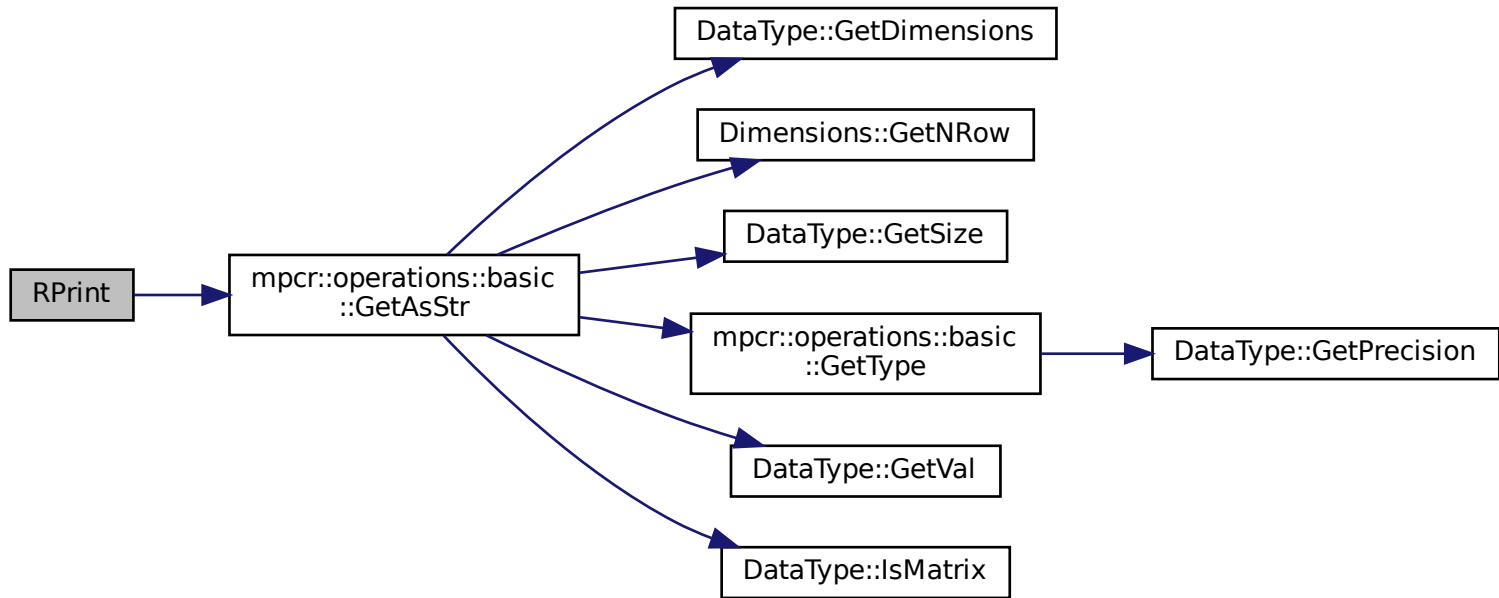 RPrint
mpcr::operations::basic
::GetAsStr
DataType::GetDimensions
Dimensions::GetNRow
DataType::GetSize
mpcr::operations::basic
::GetType
DataType::GetPrecision
DataType::GetVal
DataType::IsMatrix